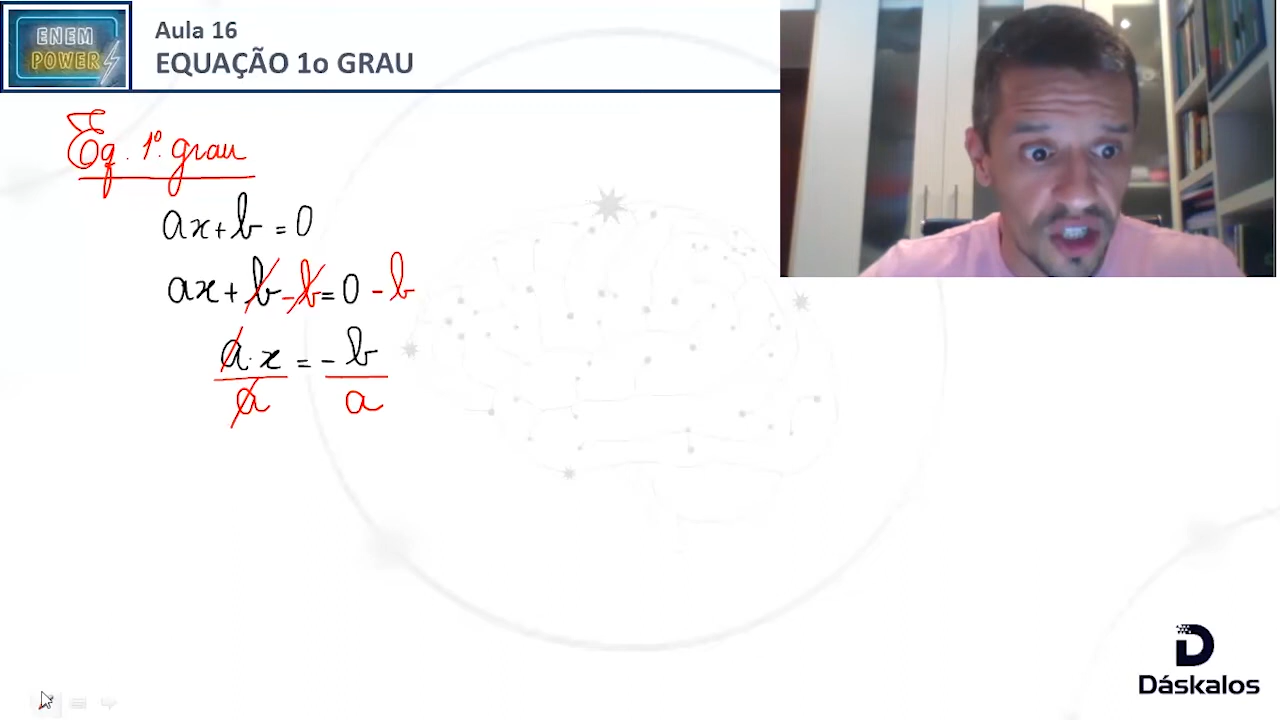 ENEM
POWER
Aula 16
EQUAÇÃO 1o GRAU
Eq. 1º. grau
ax+b=0
ax+b-b=0-b
a.x = -b
a a
Dáskalos